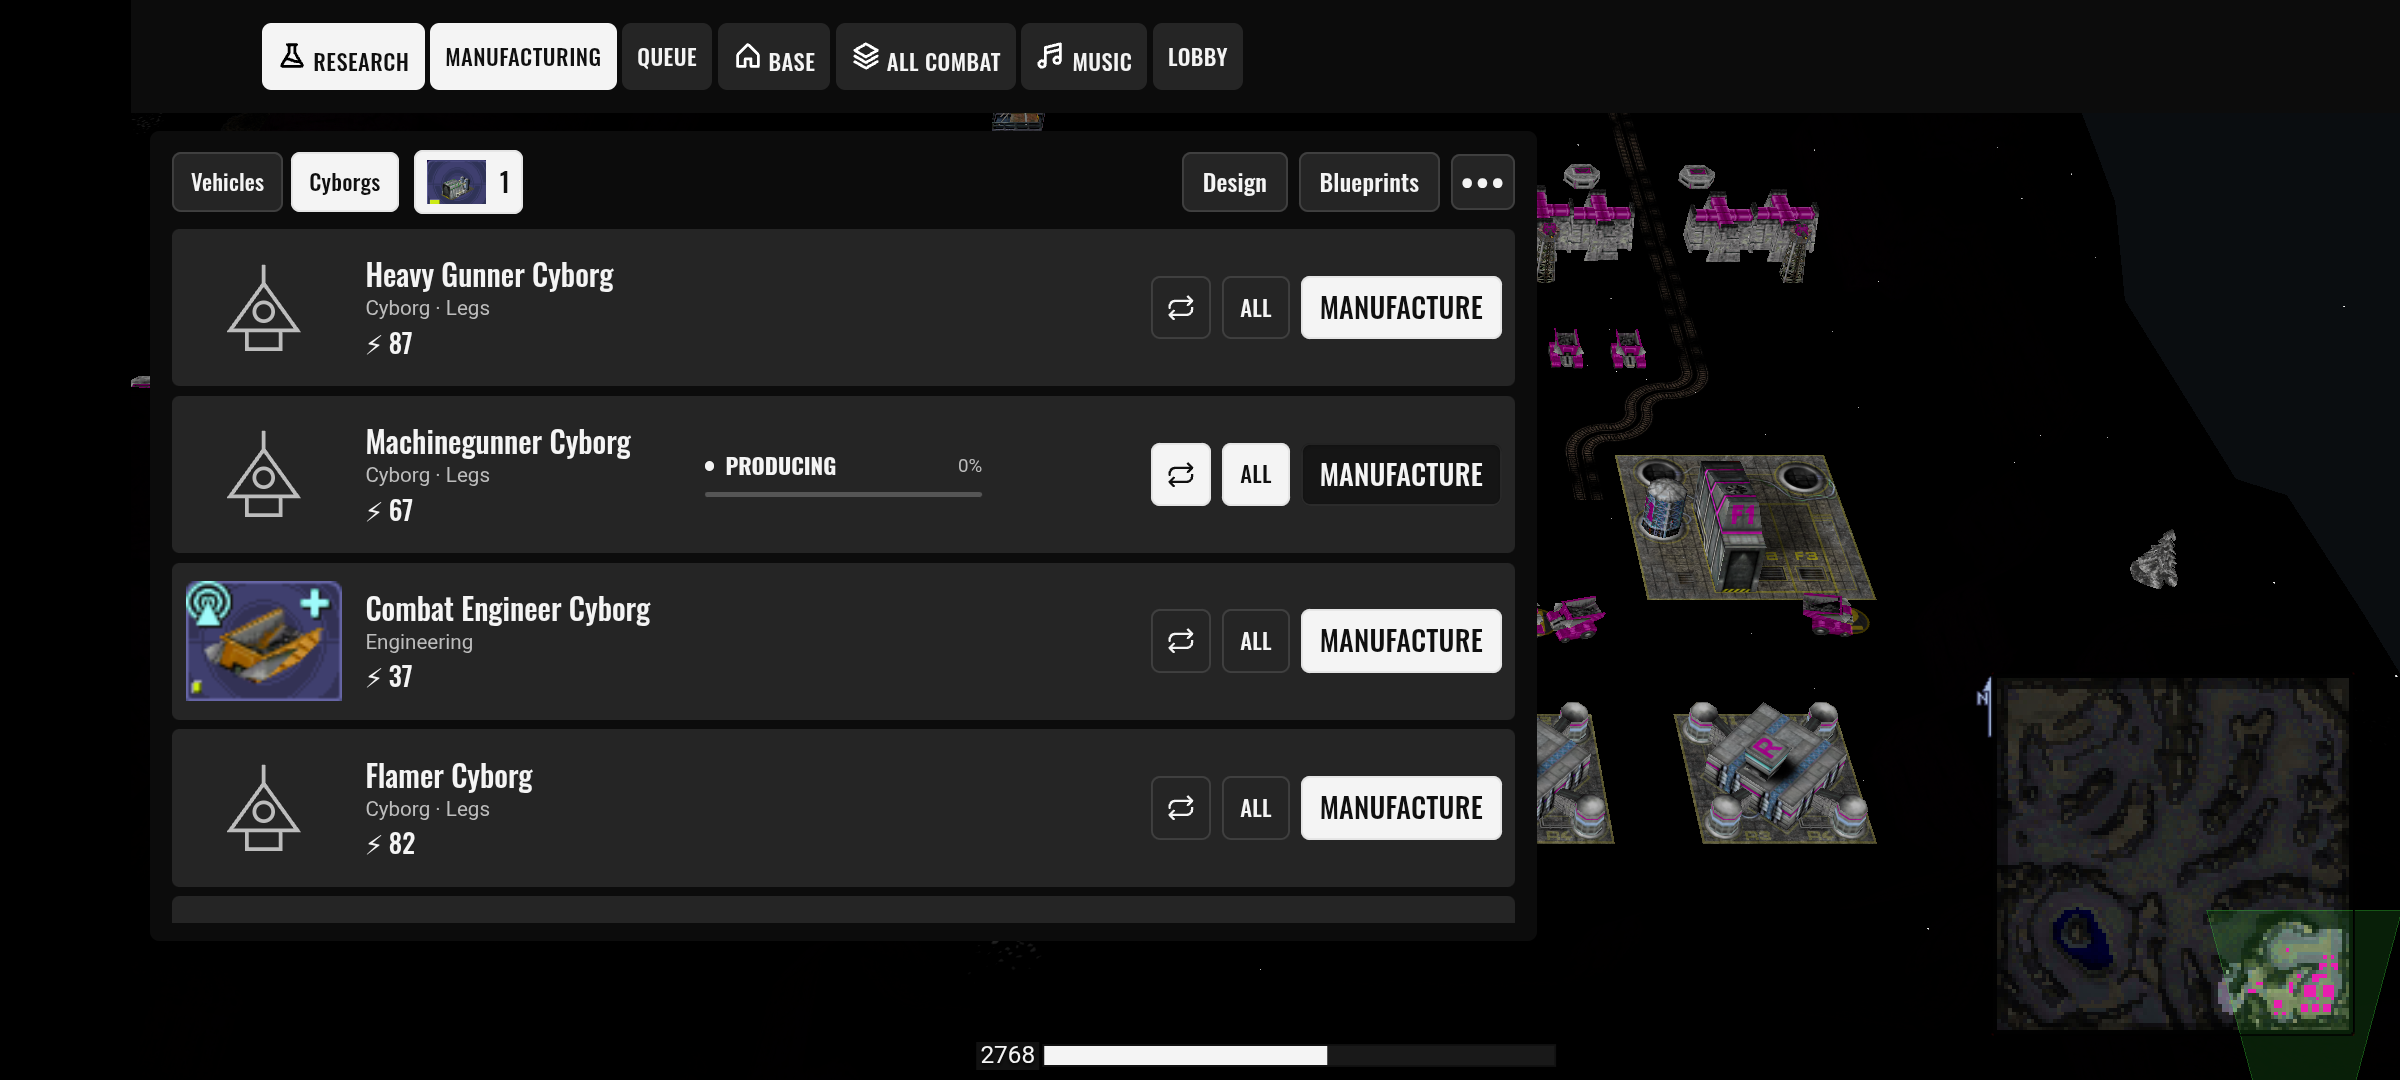 RESEARCH
MANUFACTURING
QUEUE
BASE
ALL COMBAT
MUSIC
LOBBY
Vehicles
Cyborgs
1
Design
Blueprints
Heavy Gunner Cyborg
Cyborg · Legs
87
ALL
MANUFACTURE
Machinegunner Cyborg
Cyborg · Legs
67
PRODUCING
0%
ALL
MANUFACTURE
Combat Engineer Cyborg
Engineering
37
ALL
MANUFACTURE
Flamer Cyborg
Cyborg · Legs
82
ALL
MANUFACTURE
F1
F3
R
N
2768